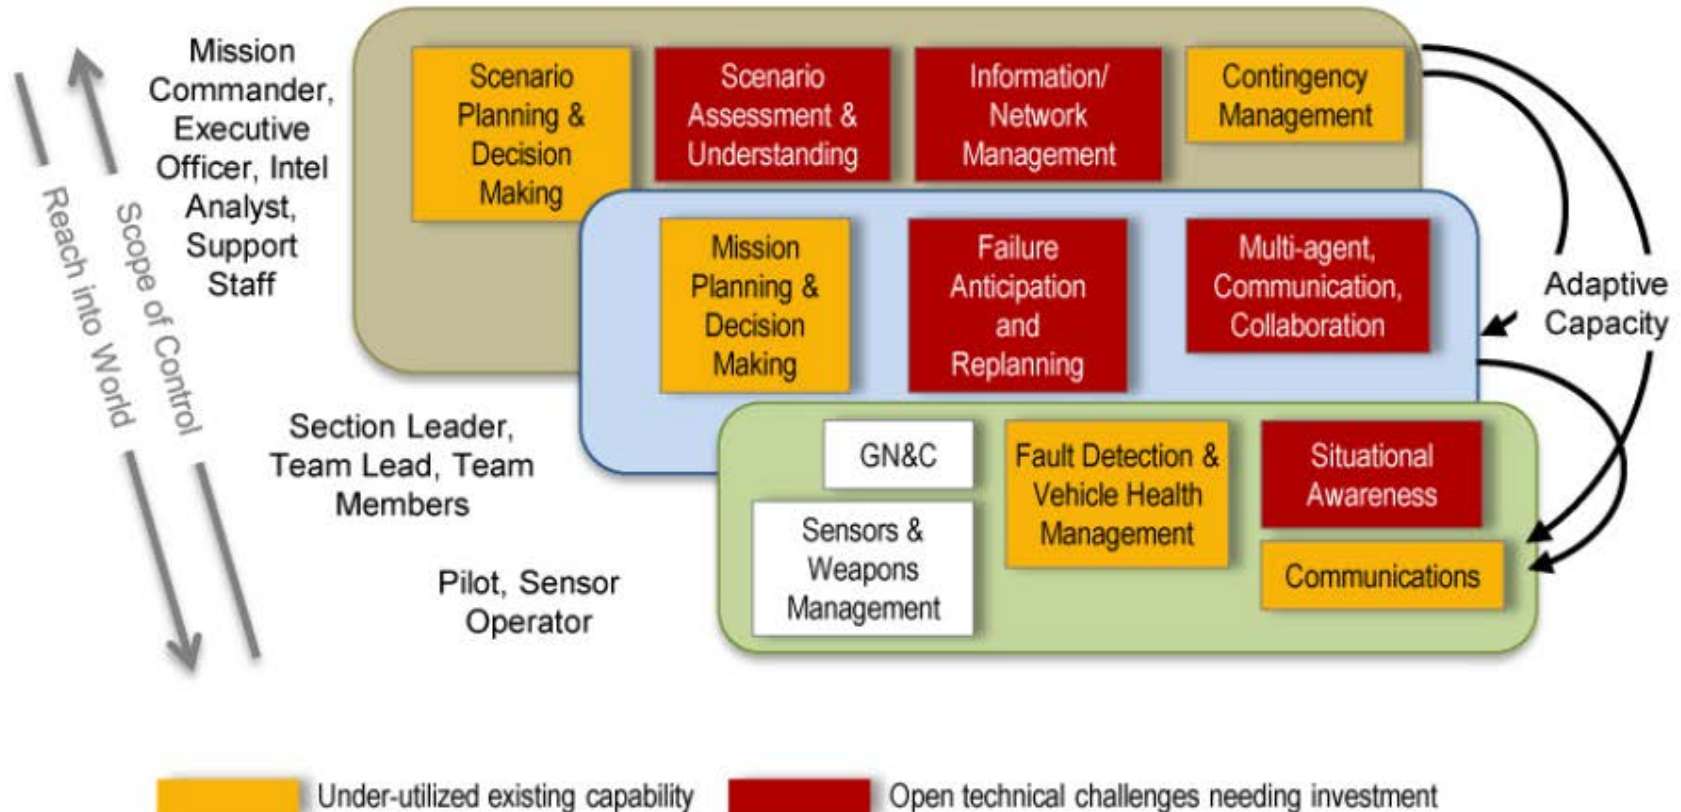 Mission
Commander,
Executive
Officer, Intel
Analyst,
Support
Staff
Reach into World
Scope of Control
Scenario
Planning &
Decision
Making
Scenario
Assessment &
Understanding
Information/
Network
Management
Contingency
Management
Mission
Planning &
Decision
Making
Failure
Anticipation
and
Replanning
Multi-agent,
Communication,
Collaboration
Adaptive
Capacity
Section Leader,
Team Lead, Team
Members
GN&C
Fault Detection &
Vehicle Health
Management
Situational
Awareness
Sensors &
Weapons
Management
Communications
Pilot, Sensor
Operator
Under-utilized existing capability
Open technical challenges needing investment